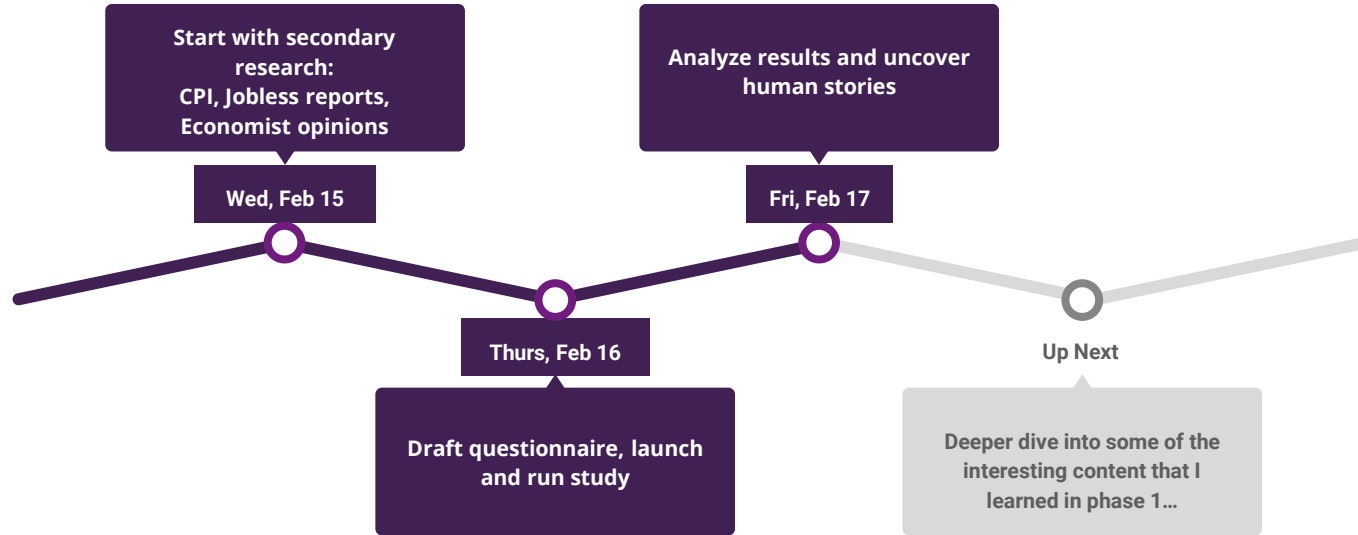 Start with secondary
research:
CPI, Jobless reports,
Economist opinions
Wed, Feb 15
Analyze results and uncover
human stories
Fri, Feb 17
Thurs, Feb 16
Draft questionnaire, launch
and run study
Up Next
Deeper dive into some of the
interesting content that I
learned in phase 1…